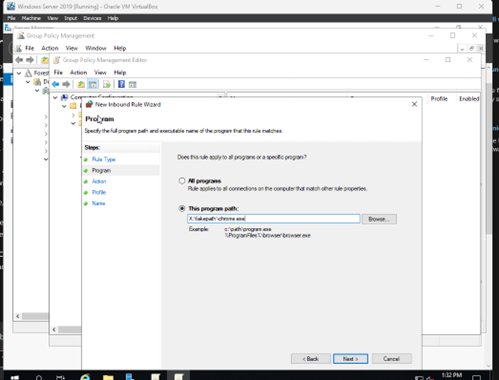 Windows Server 2019 [Running] - Oracle VM VirtualBox
File Machine View Input Devices Help
Group Policy Management
File Action View Window Help
Group Policy Management Editor
File Action View Help
Forest
Computer Configuration
Profile Enabled
New Inbound Rule Wizard
Program
Specify the full program path and executable name of the program that this rule matches.
Steps:
Rule Type
Program
Action
Profile
Name
Does this rule apply to all programs or a specific program?
All programs
Rule applies to all connections on the computer that match other rule properties.
This program path:
X:\fakepath\chrome.exe
Browse...
Example:
c:\path\program.exe
%ProgramFiles%\browser\browser.exe
< Back
Next >
Cancel
1:32 PM